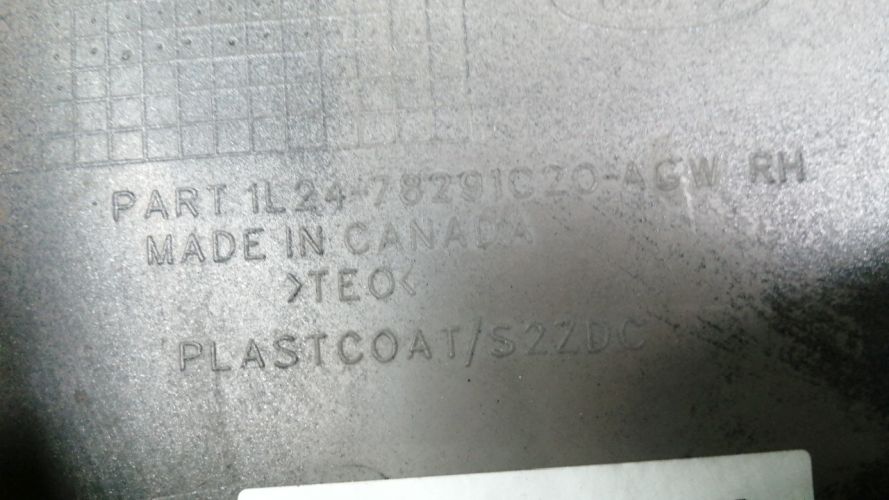 PART 1L24-78291C20-AGW RH
MADE IN CANADA
>TEO<
PLASTCOAT/S2ZDC